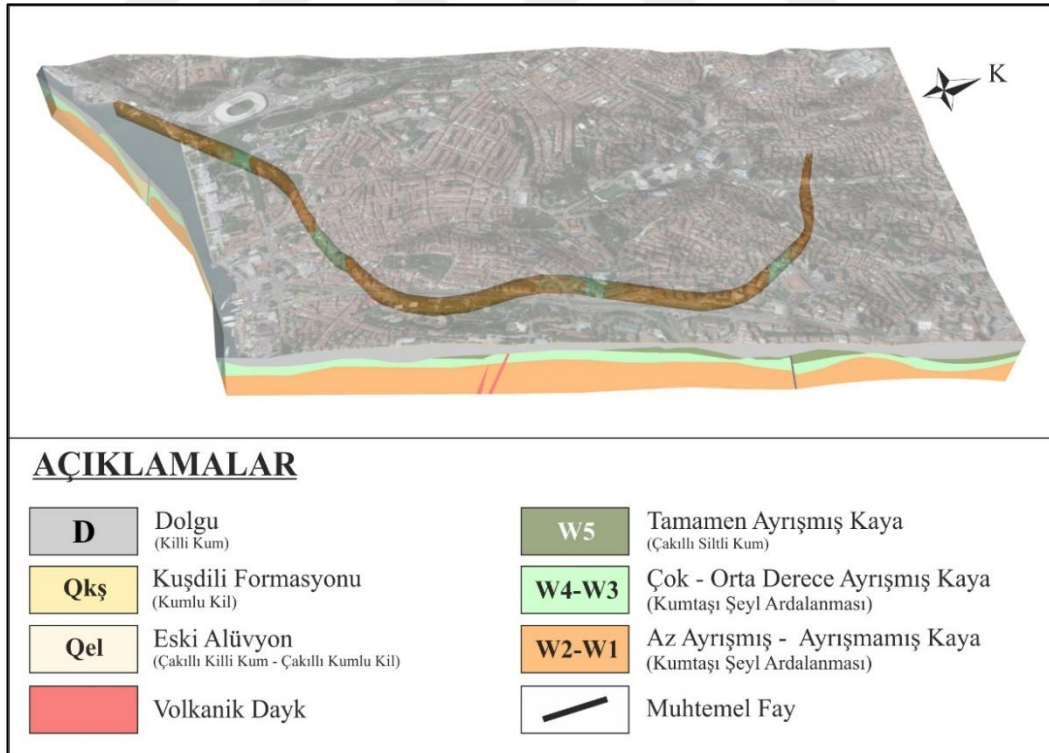 K
AÇIKLAMALAR
D
Dolgu
(Killi Kum)
Qkş
Kuşdili Formasyonu
(Kumlu Kil)
Qel
Eski Alüvyon
(Çakıllı Killi Kum - Çakıllı Kumlu Kil)
Volkanik Dayk
W5
Tamamen Ayrışmış Kaya
(Çakıllı Siltli Kum)
W4-W3
Çok - Orta Derece Ayrışmış Kaya
(Kumtaşı Şeyl Ardalanması)
W2-W1
Az Ayrışmış - Ayrışmamış Kaya
(Kumtaşı Şeyl Ardalanması)
Muhtemel Fay